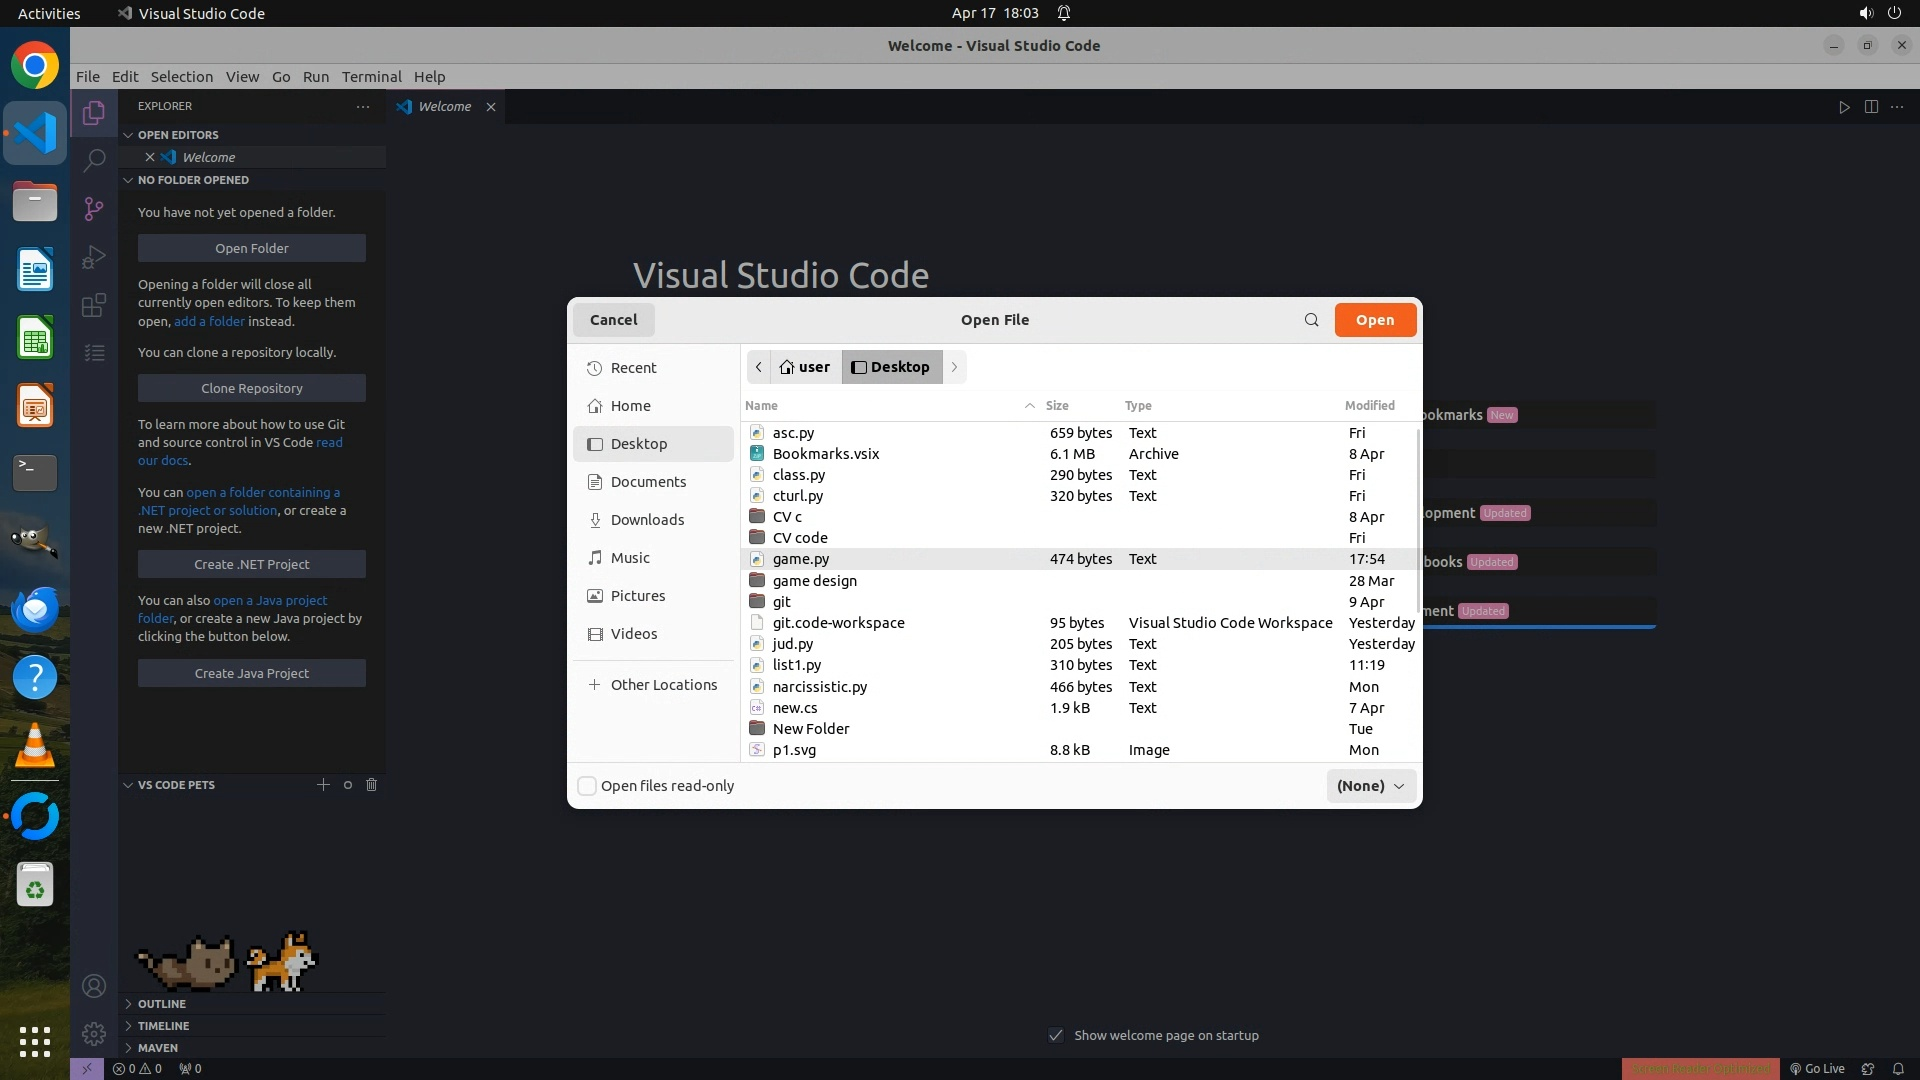 Activities
Visual Studio Code
Apr 17 18:03
Welcome - Visual Studio Code
File Edit Selection View Go Run Terminal Help
EXPLORER
Welcome
OPEN EDITORS
Welcome
NO FOLDER OPENED
You have not yet opened a folder.
Open Folder
Opening a folder will close all
currently open editors. To keep them
open, add a folder instead.
You can clone a repository locally.
Clone Repository
To learn more about how to use Git
and source control in VS Code read
our docs.
You can open a folder containing a
.NET project or solution, or create a
new .NET project.
Create .NET Project
You can also open a Java project
folder, or create a new Java project by
clicking the button below.
Create Java Project
VS CODE PETS
OUTLINE
TIMELINE
MAVEN
0 0 0
Visual Studio Code
Cancel
Open File
Open
Recent
Home
Desktop
Documents
Downloads
Music
Pictures
Videos
Other Locations
user
Desktop
Name Size Type Modified
asc.py 659 bytes Text Fri
Bookmarks.vsix 6.1 MB Archive 8 Apr
class.py 290 bytes Text Fri
cturl.py 320 bytes Text Fri
CV c 8 Apr
CV code Fri
game.py 474 bytes Text 17:54
game design 28 Mar
git 9 Apr
git.code-workspace 95 bytes Visual Studio Code Workspace Yesterday
jud.py 205 bytes Text Yesterday
list1.py 310 bytes Text 11:19
narcissistic.py 466 bytes Text Mon
new.cs 1.9 kB Text 7 Apr
New Folder Tue
p1.svg 8.8 kB Image Mon
Open files read-only
(None)
ookmarks New
lopment Updated
books Updated
ment Updated
Show welcome page on startup
Screen Reader Optimized
Go Live